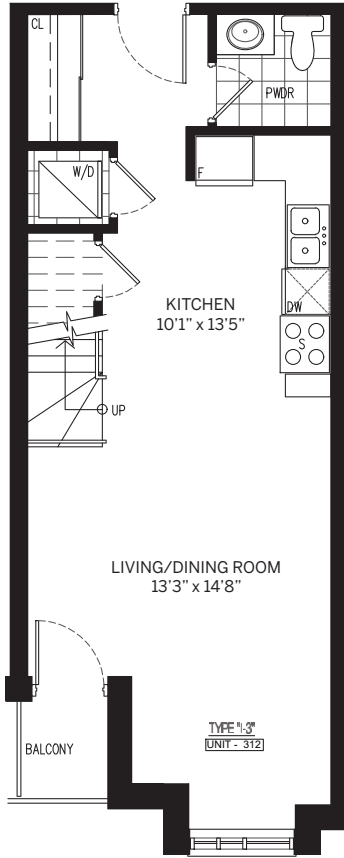 CL
PWDR
W/D
F
KITCHEN
10'1" x 13'5"
DW
S
UP
LIVING/DINING ROOM
13'3" x 14'8"
TYPE "I-3"
UNIT - 312
BALCONY